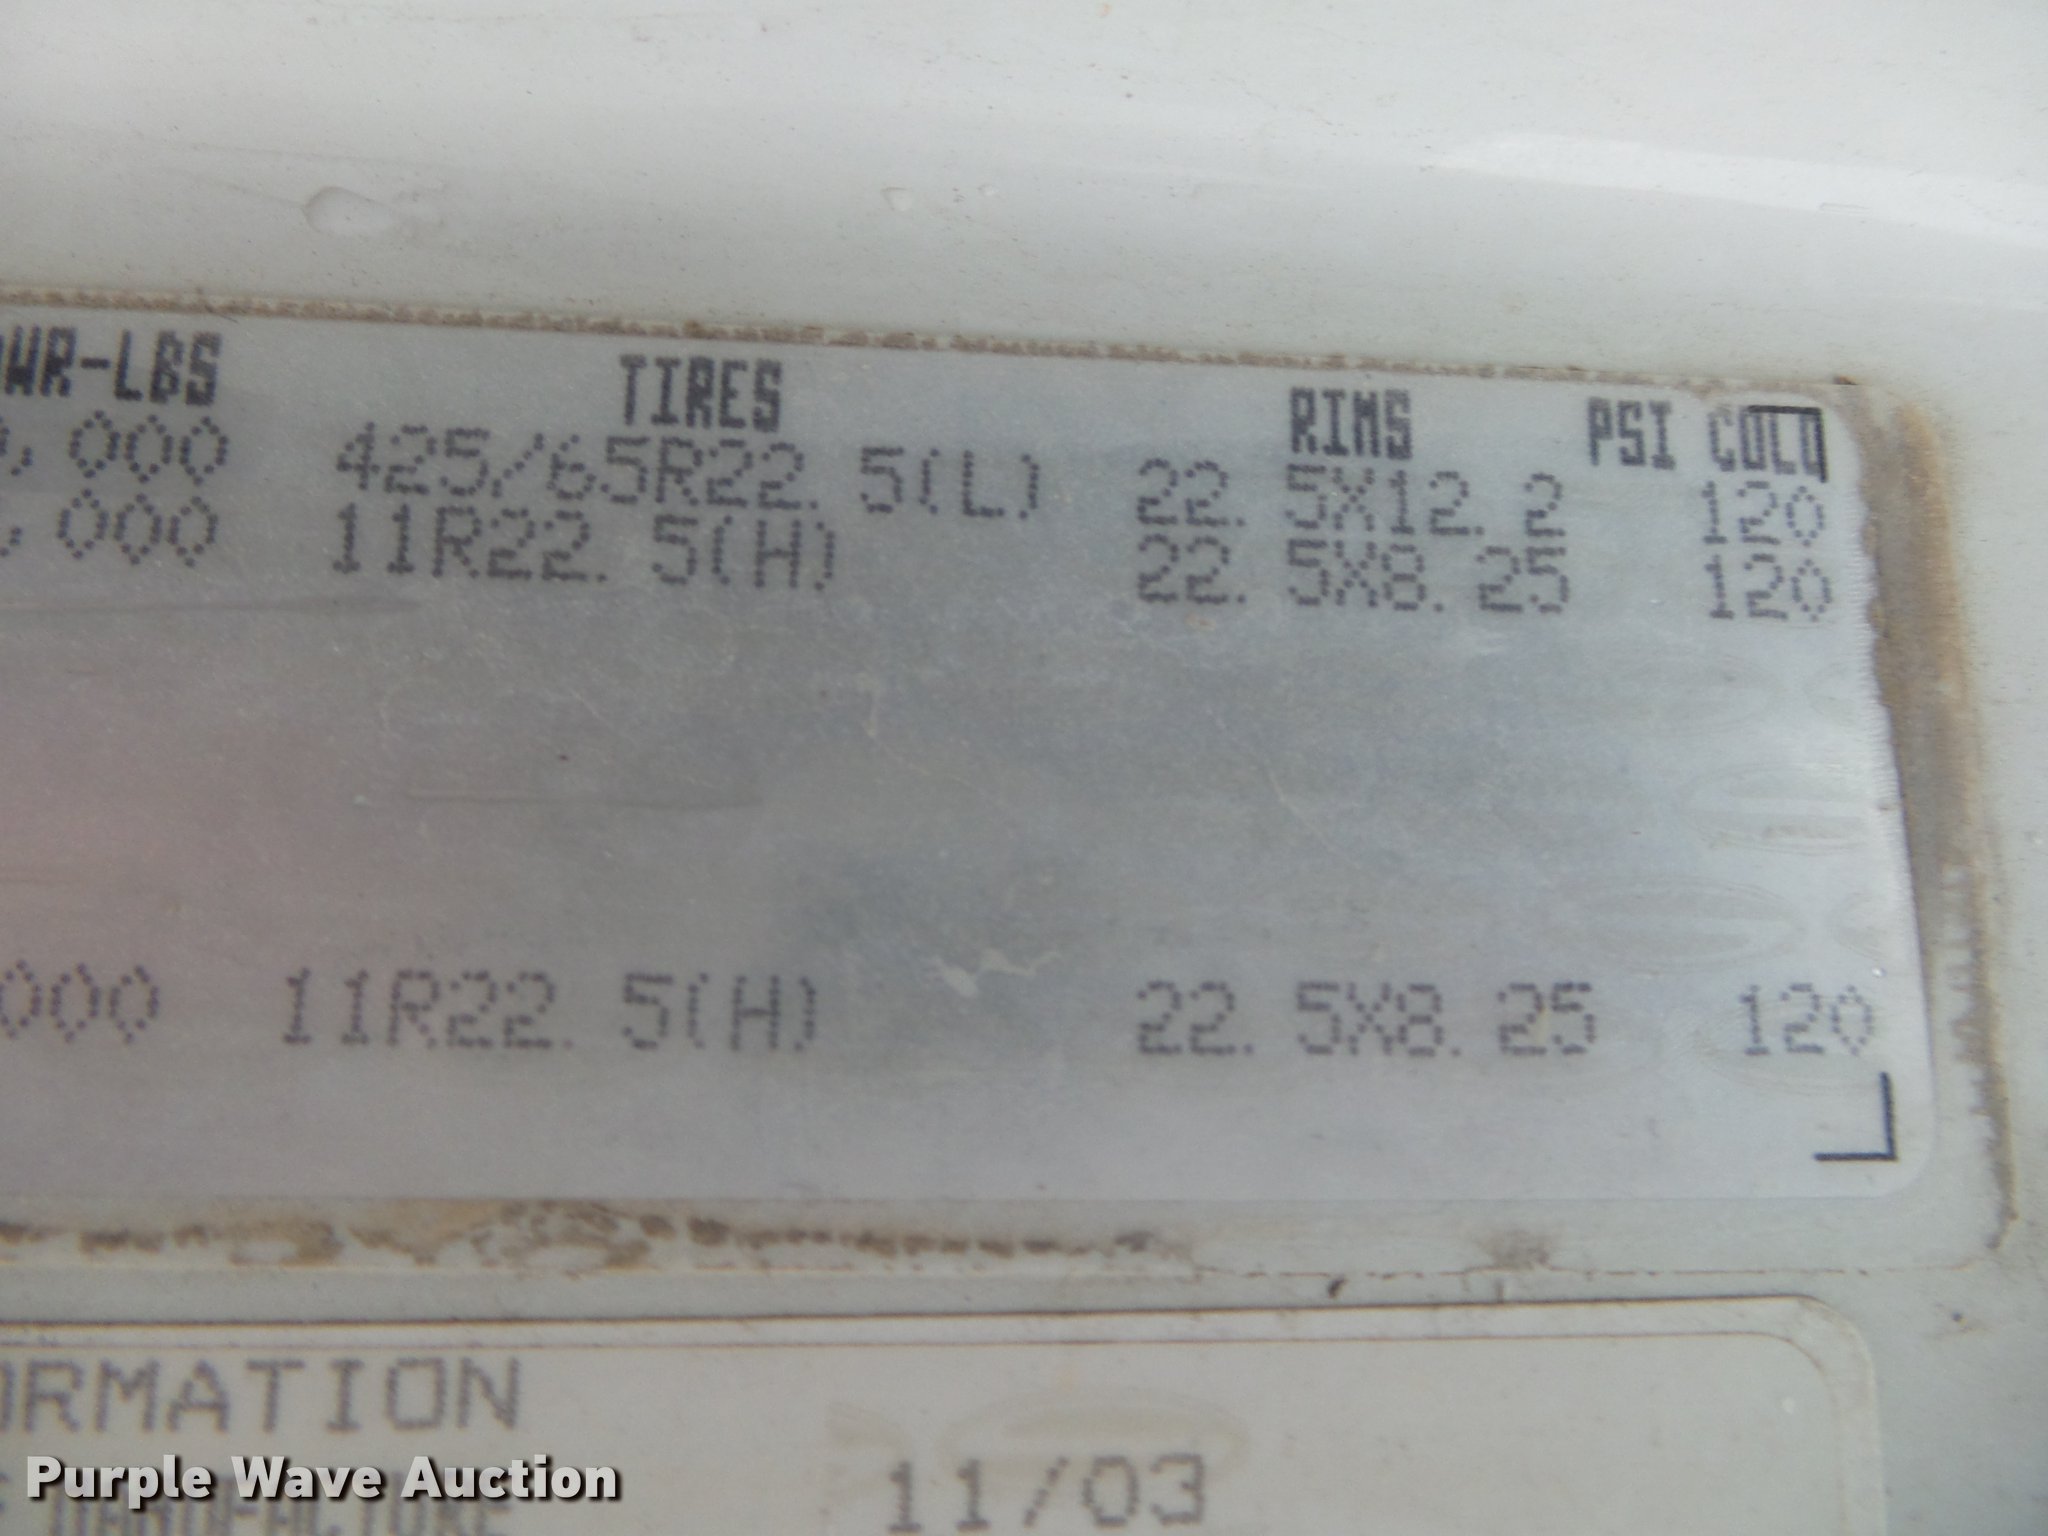 WR-LBS TIRES RIMS PSI COLD
,000 425/65R22.5(L) 22.5X12.2 120
,000 11R22.5(H) 22.5X8.25 120
000 11R22.5(H) 22.5X8.25 120
ORMATION
MANUFACTURE 11/03
Purple Wave Auction